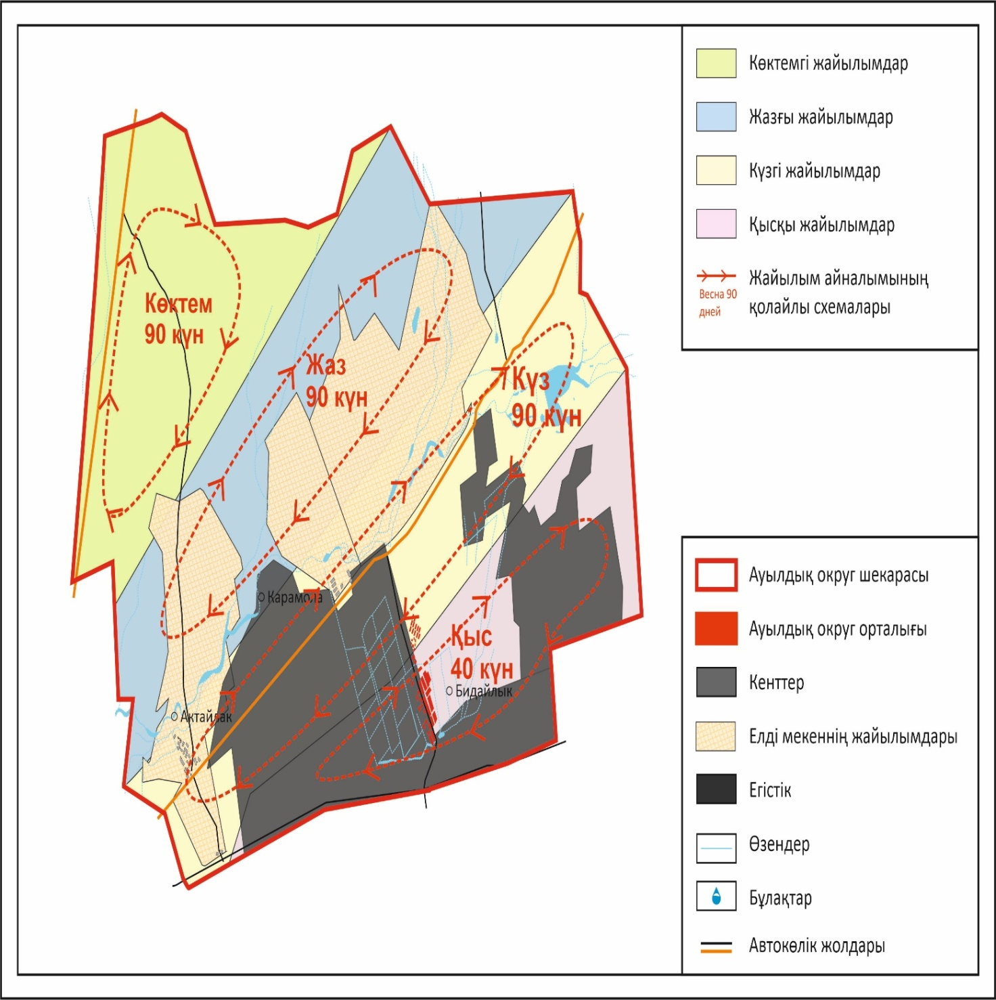 Көктемгі жайылымдар
Жазғы жайылымдар
Күзгі жайылымдар
Қысқы жайылымдар
Жайылым айналымының
қолайлы схемалары
Весна 90
дней
Көктем
90 күн
Жаз
90 күн
Күз
90 күн
Қыс
40 күн
Карамола
Бидайлык
Актайлак
Ауылдық округ шекарасы
Ауылдық округ орталығы
Кенттер
Елді мекеннің жайылымдары
Егістік
Өзендер
Бұлақтар
Автокөлік жолдары